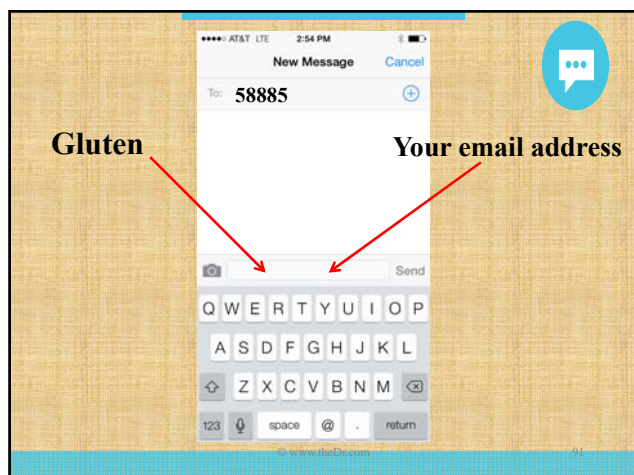 AT&T LTE 2:54 PM
New Message Cancel
To: 58885
Gluten
Your email address
Send
Q W E R T Y U I O P
A S D F G H J K L
Z X C V B N M
123 space @ . return
© www.theDr.com 91